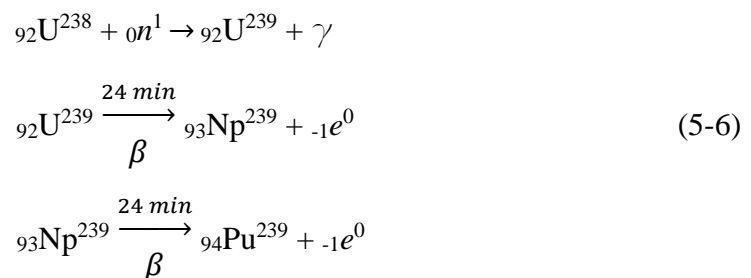 ₉₂U²³⁸ + ₀n¹ → ₉₂U²³⁹ + γ
24 min
₉₂U²³⁹ → ₉₃Np²³⁹ + ₋₁e⁰ (5-6)
β
24 min
₉₃Np²³⁹ → ₉₄Pu²³⁹ + ₋₁e⁰
β